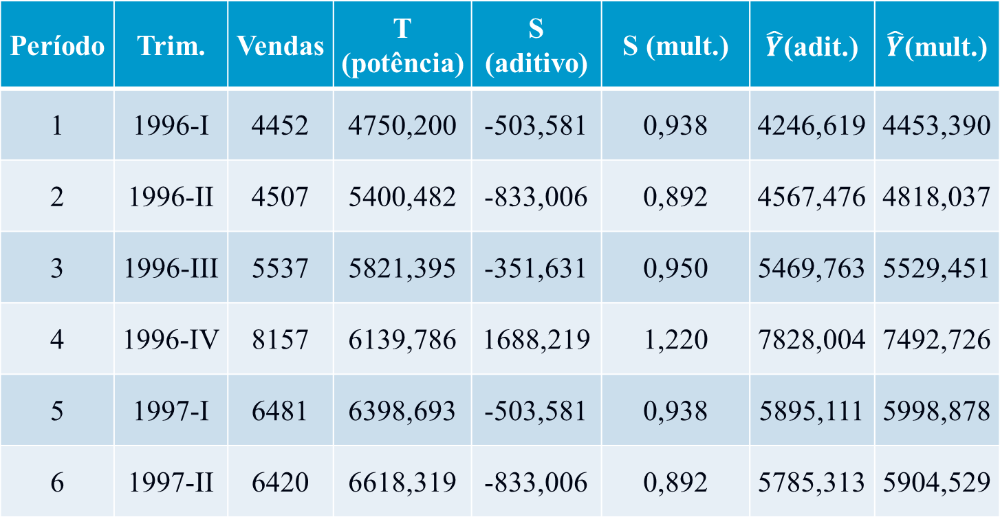 Período Trim. Vendas T (potência) S (aditivo) S (mult.) Ŷ(adit.) Ŷ(mult.)
1 1996-I 4452 4750,200 -503,581 0,938 4246,619 4453,390
2 1996-II 4507 5400,482 -833,006 0,892 4567,476 4818,037
3 1996-III 5537 5821,395 -351,631 0,950 5469,763 5529,451
4 1996-IV 8157 6139,786 1688,219 1,220 7828,004 7492,726
5 1997-I 6481 6398,693 -503,581 0,938 5895,111 5998,878
6 1997-II 6420 6618,319 -833,006 0,892 5785,313 5904,529